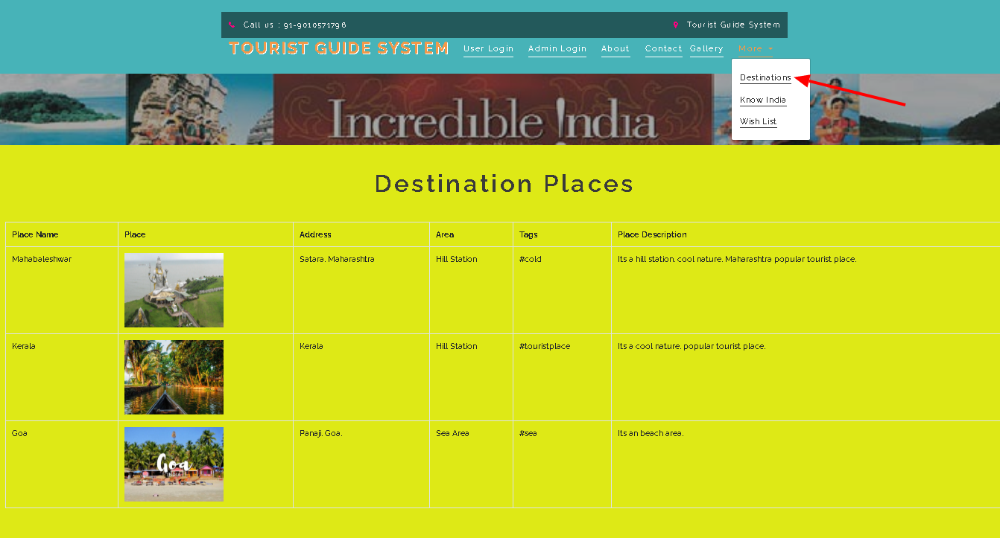 Call us : 91-9010571796
Tourist Guide System
TOURIST GUIDE SYSTEM
User Login
Admin Login
About
Contact
Gallery
More
Destinations
Know India
Wish List
Incredible !ndia
Destination Places
Place Name
Place
Address
Area
Tags
Place Description
Mahabaleshwar
Satara, Maharashtra
Hill Station
#cold
Its a hill station. cool nature. Maharashtra popular tourist place.
Kerala
Kerala
Hill Station
#touristplace
Its a cool nature. popular tourist place.
Goa
Goa
INDIA
Panaji, Goa.
Sea Area
#sea
Its an beach area.